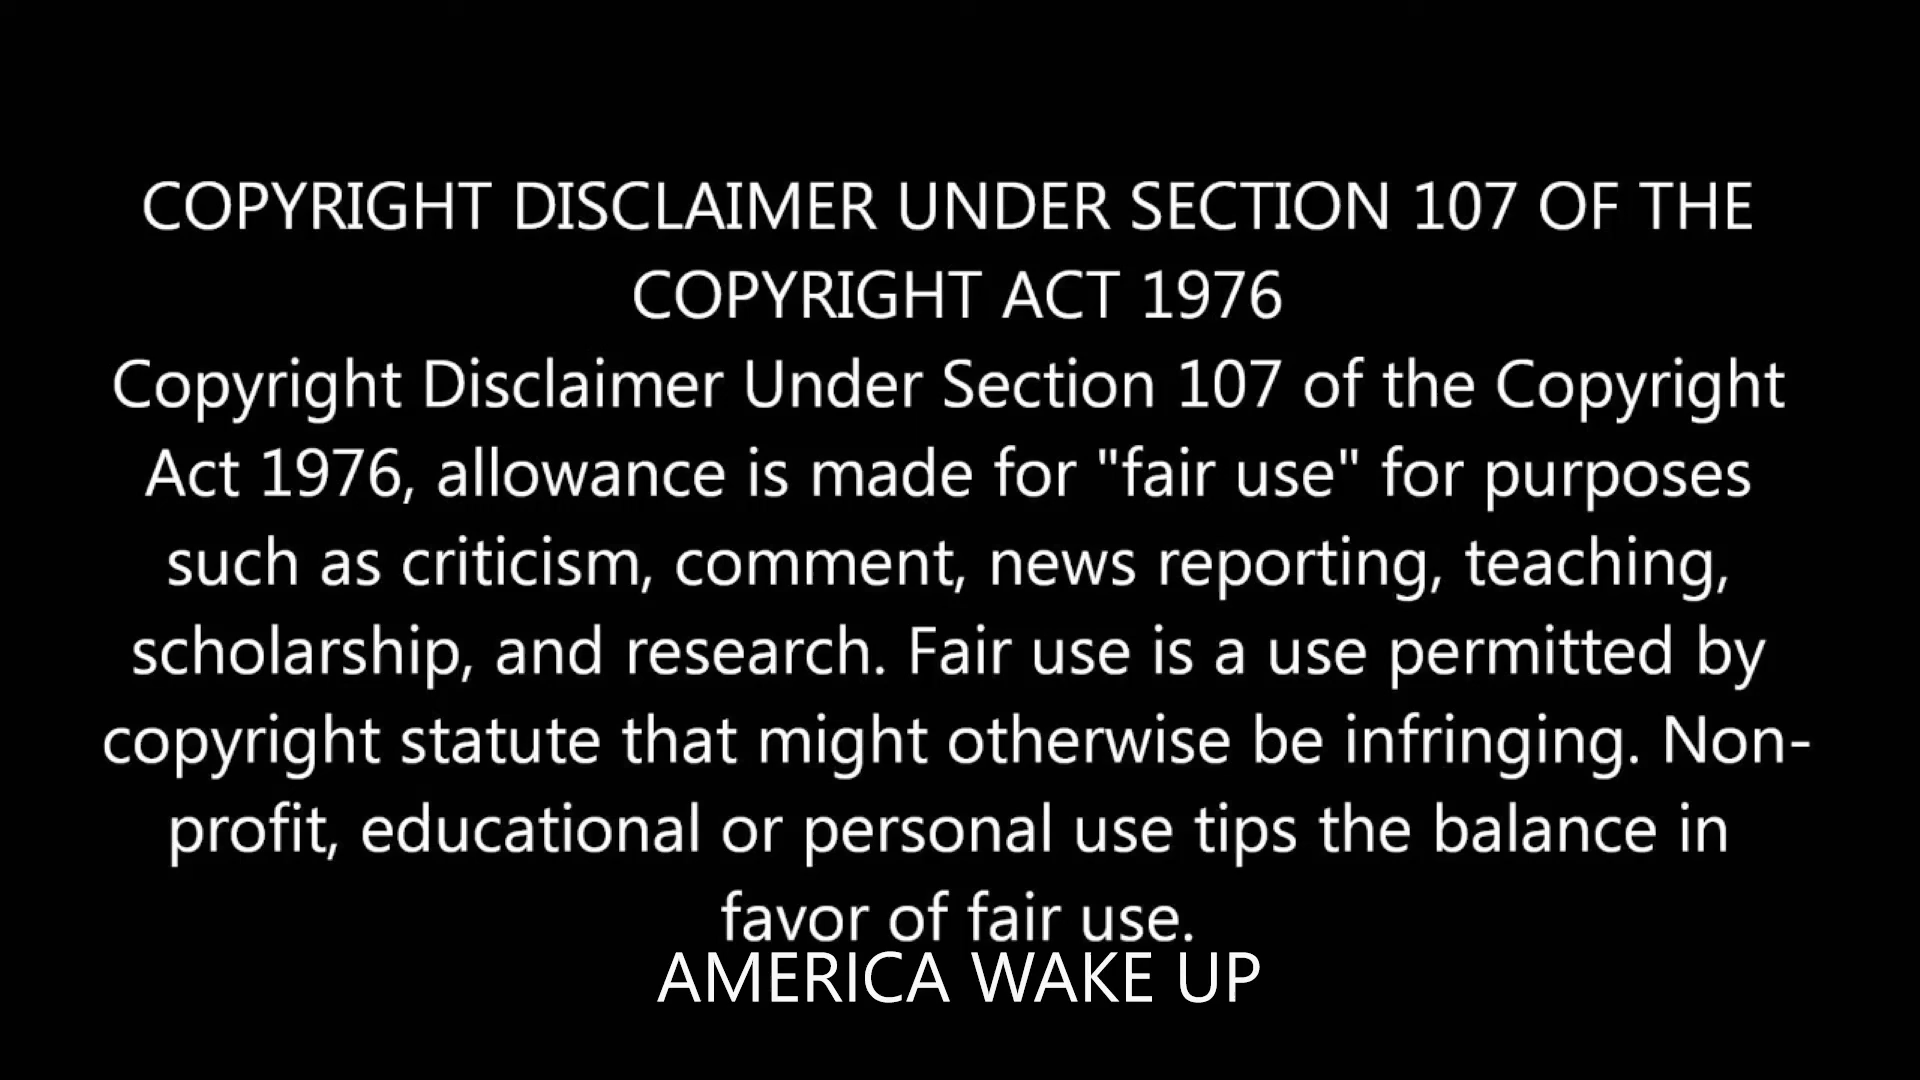 COPYRIGHT DISCLAIMER UNDER SECTION 107 OF THE
COPYRIGHT ACT 1976
Copyright Disclaimer Under Section 107 of the Copyright
Act 1976, allowance is made for "fair use" for purposes
such as criticism, comment, news reporting, teaching,
scholarship, and research. Fair use is a use permitted by
copyright statute that might otherwise be infringing. Non-
profit, educational or personal use tips the balance in
favor of fair use.
AMERICA WAKE UP